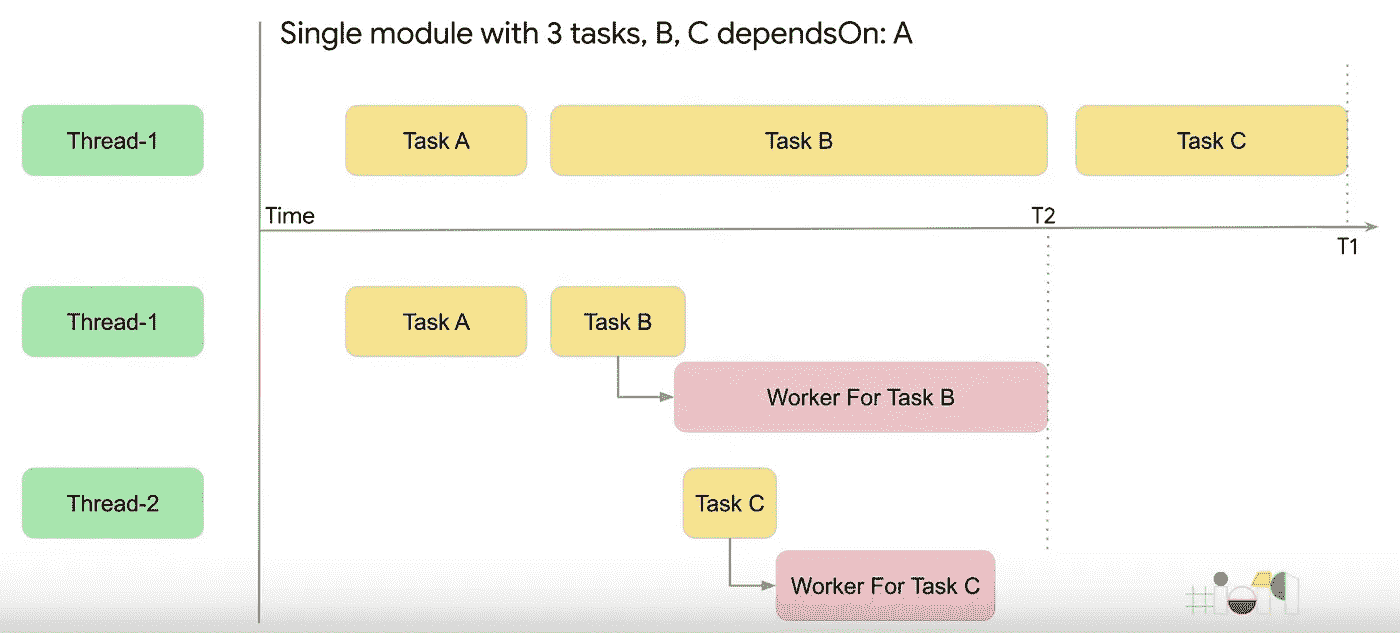 Single module with 3 tasks, B, C dependsOn: A
Thread-1
Task A
Task B
Task C
Time
T2
T1
Thread-1
Task A
Task B
Worker For Task B
Thread-2
Task C
Worker For Task C